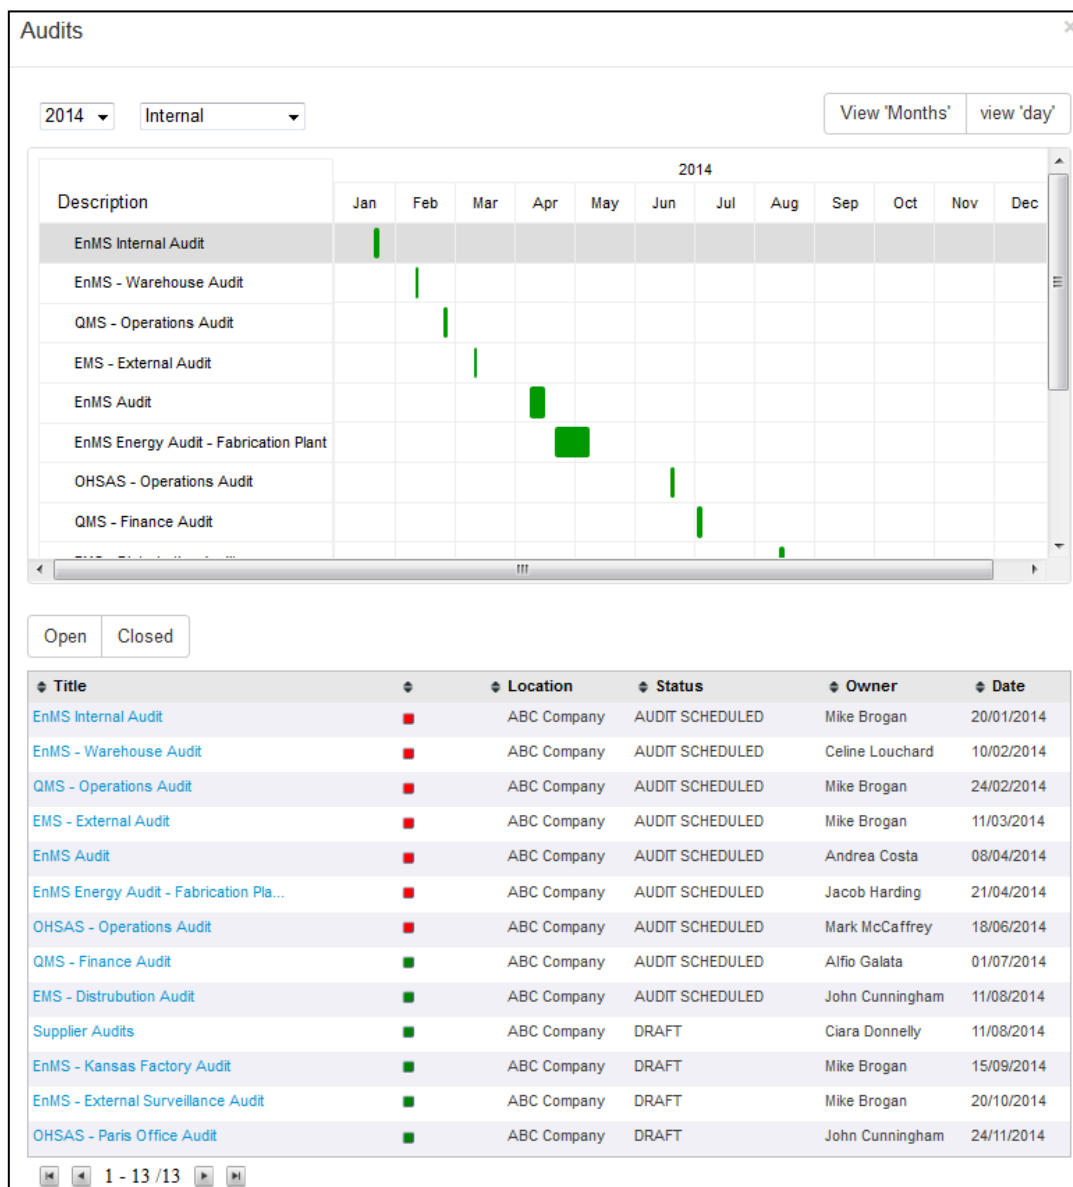 Audits
2014 Internal View 'Months' view 'day'
2014
Description Jan Feb Mar Apr May Jun Jul Aug Sep Oct Nov Dec
EnMS Internal Audit
EnMS - Warehouse Audit
QMS - Operations Audit
EMS - External Audit
EnMS Audit
EnMS Energy Audit - Fabrication Plant
OHSAS - Operations Audit
QMS - Finance Audit
Open Closed
Title Location Status Owner Date
EnMS Internal Audit ABC Company AUDIT SCHEDULED Mike Brogan 20/01/2014
EnMS - Warehouse Audit ABC Company AUDIT SCHEDULED Celine Louchard 10/02/2014
QMS - Operations Audit ABC Company AUDIT SCHEDULED Mike Brogan 24/02/2014
EMS - External Audit ABC Company AUDIT SCHEDULED Mike Brogan 11/03/2014
EnMS Audit ABC Company AUDIT SCHEDULED Andrea Costa 08/04/2014
EnMS Energy Audit - Fabrication Pla... ABC Company AUDIT SCHEDULED Jacob Harding 21/04/2014
OHSAS - Operations Audit ABC Company AUDIT SCHEDULED Mark McCaffrey 18/06/2014
QMS - Finance Audit ABC Company AUDIT SCHEDULED Alfio Galata 01/07/2014
EMS - Distrubution Audit ABC Company AUDIT SCHEDULED John Cunningham 11/08/2014
Supplier Audits ABC Company DRAFT Ciara Donnelly 11/08/2014
EnMS - Kansas Factory Audit ABC Company DRAFT Mike Brogan 15/09/2014
EnMS - External Surveillance Audit ABC Company DRAFT Mike Brogan 20/10/2014
OHSAS - Paris Office Audit ABC Company DRAFT John Cunningham 24/11/2014
1 - 13 /13